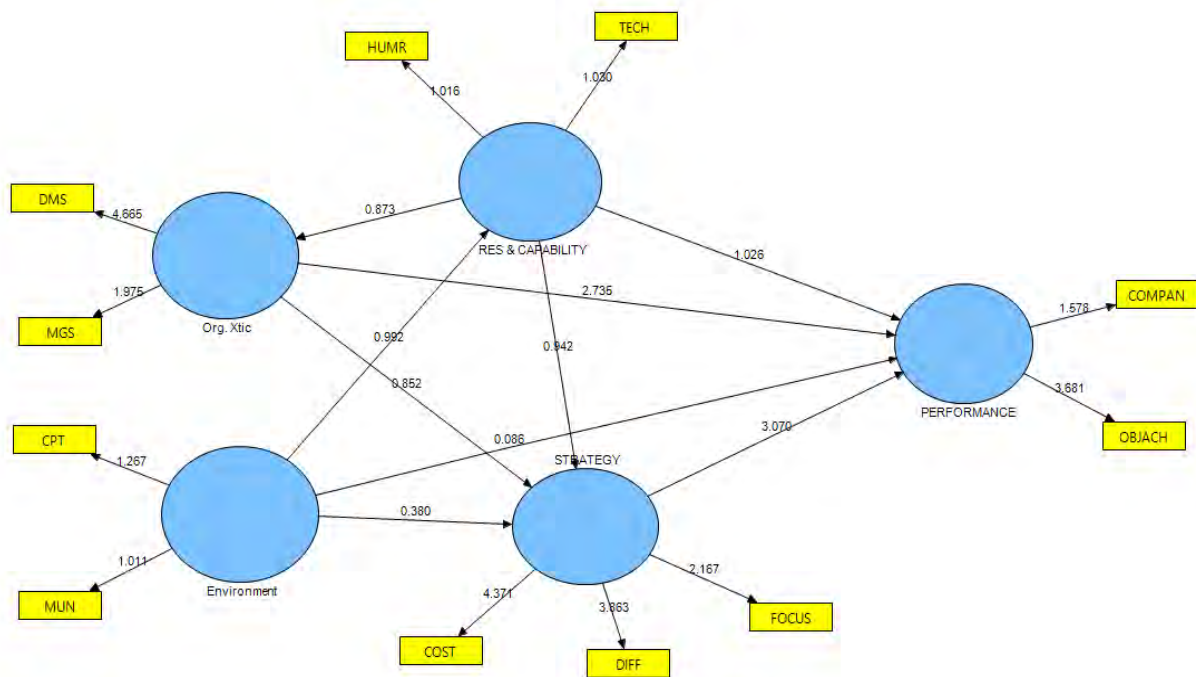 TECH
HUMR
1.030
1.016
DMS
4.665
0.873
RES & CAPABILITY
1.026
2.735
COMPAN
1.578
1.975
MGS
Org. Xtic
0.992
0.942
0.852
3.681
PERFORMANCE
OBJACH
CPT
1.267
0.086
3.070
STRATEGY
0.380
1.011
Environment
MUN
2.167
4.371
3.863
FOCUS
COST
DIFF